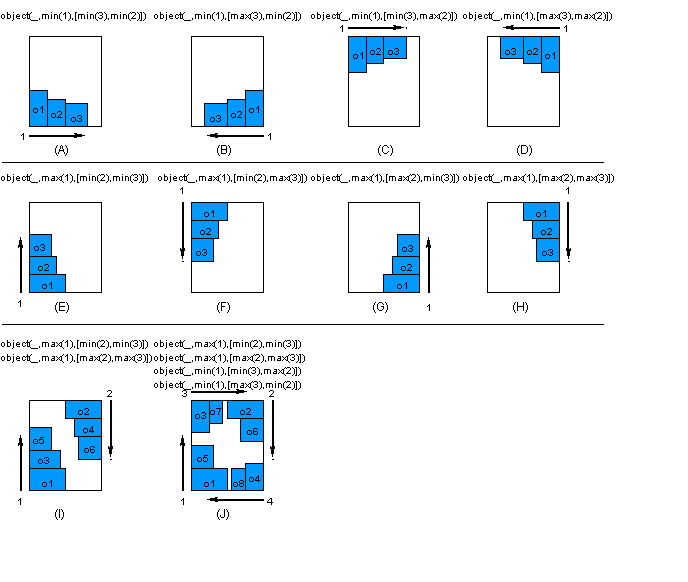 object(_,min(1),[min(3),min(2)])
object(_,min(1),[max(3),min(2)])
object(_,min(1),[min(3),max(2)])
object(_,min(1),[max(3),max(2)])
1
1
o1
o2
o3
o3
o2
o1
o1
o2
o3
o3
o2
o1
1
1
(A)
(B)
(C)
(D)
object(_,max(1),[min(2),min(3)])
object(_,max(1),[min(2),max(3)])
object(_,max(1),[max(2),min(3)])
object(_,max(1),[max(2),max(3)])
1
1
o3
o2
o1
o1
o2
o3
o3
o2
o1
o1
o2
o3
1
1
(E)
(F)
(G)
(H)
object(_,max(1),[min(2),min(3)])
object(_,max(1),[max(2),max(3)])
object(_,max(1),[min(2),min(3)])
object(_,max(1),[max(2),max(3)])
object(_,min(1),[min(3),max(2)])
object(_,min(1),[max(3),min(2)])
2
o2
o4
o5
o6
o3
o1
1
(I)
3
2
o3
o7
o2
o6
o5
o1
o8
o4
1
4
(J)